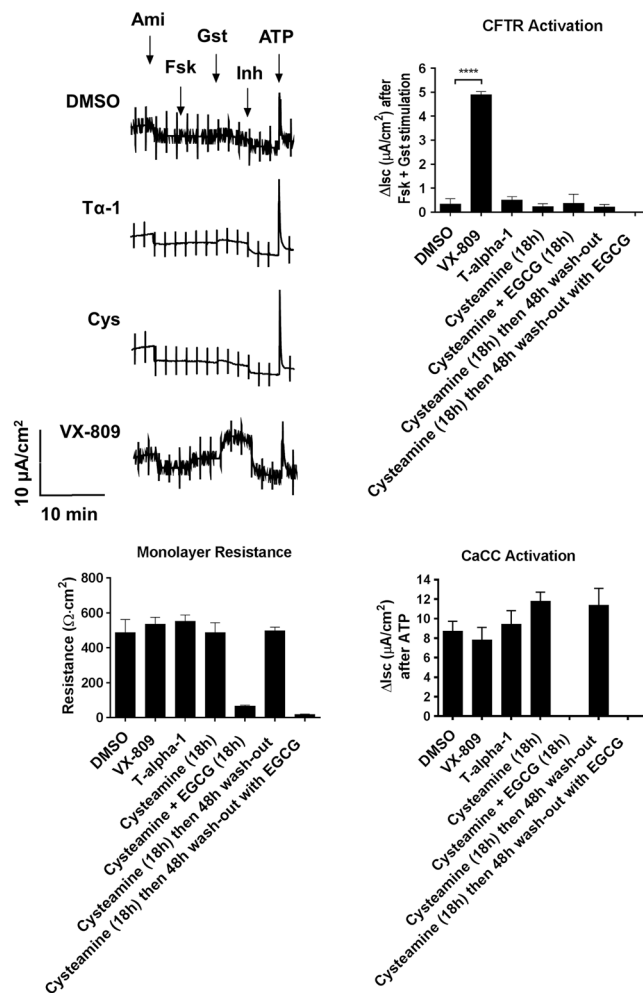 Ami
Fsk
Gst
Inh
ATP
DMSO
Tα-1
Cys
VX-809
10 μA/cm²
10 min
CFTR Activation
ΔIsc (μA/cm²) after
Fsk + Gst stimulation
6
5
4
3
2
1
0
****
DMSO
VX-809
T-alpha-1
Cysteamine (18h)
Cysteamine + EGCG (18h)
Cysteamine (18h) then 48h wash-out
Cysteamine (18h) then 48h wash-out with EGCG
Monolayer Resistance
Resistance (Ω·cm²)
800
600
400
200
0
DMSO
VX-809
T-alpha-1
Cysteamine (18h)
Cysteamine + EGCG (18h)
Cysteamine (18h) then 48h wash-out
Cysteamine (18h) then 48h wash-out with EGCG
CaCC Activation
ΔIsc (μA/cm²)
after ATP
14
12
10
8
6
4
2
0
DMSO
VX-809
T-alpha-1
Cysteamine (18h)
Cysteamine + EGCG (18h)
Cysteamine (18h) then 48h wash-out
Cysteamine (18h) then 48h wash-out with EGCG